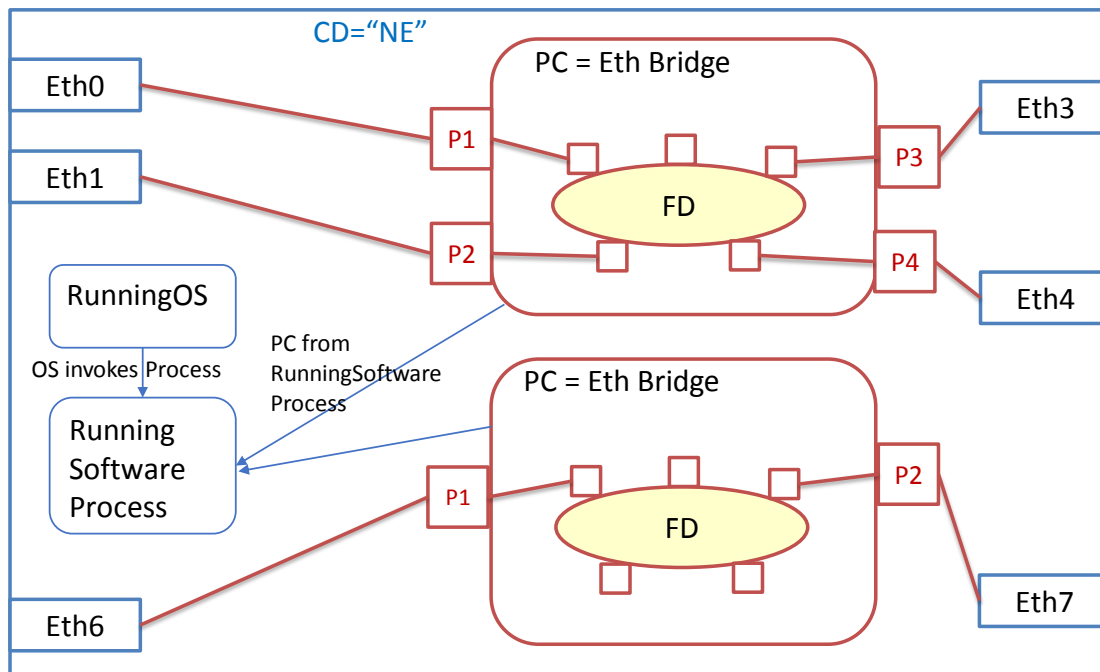 CD=“NE”
Eth0
PC = Eth Bridge
Eth3
P1
P3
Eth1
FD
P2
P4
RunningOS
Eth4
OS invokes Process
PC from
RunningSoftware
Process
PC = Eth Bridge
Running
Software
Process
P1
P2
FD
Eth6
Eth7